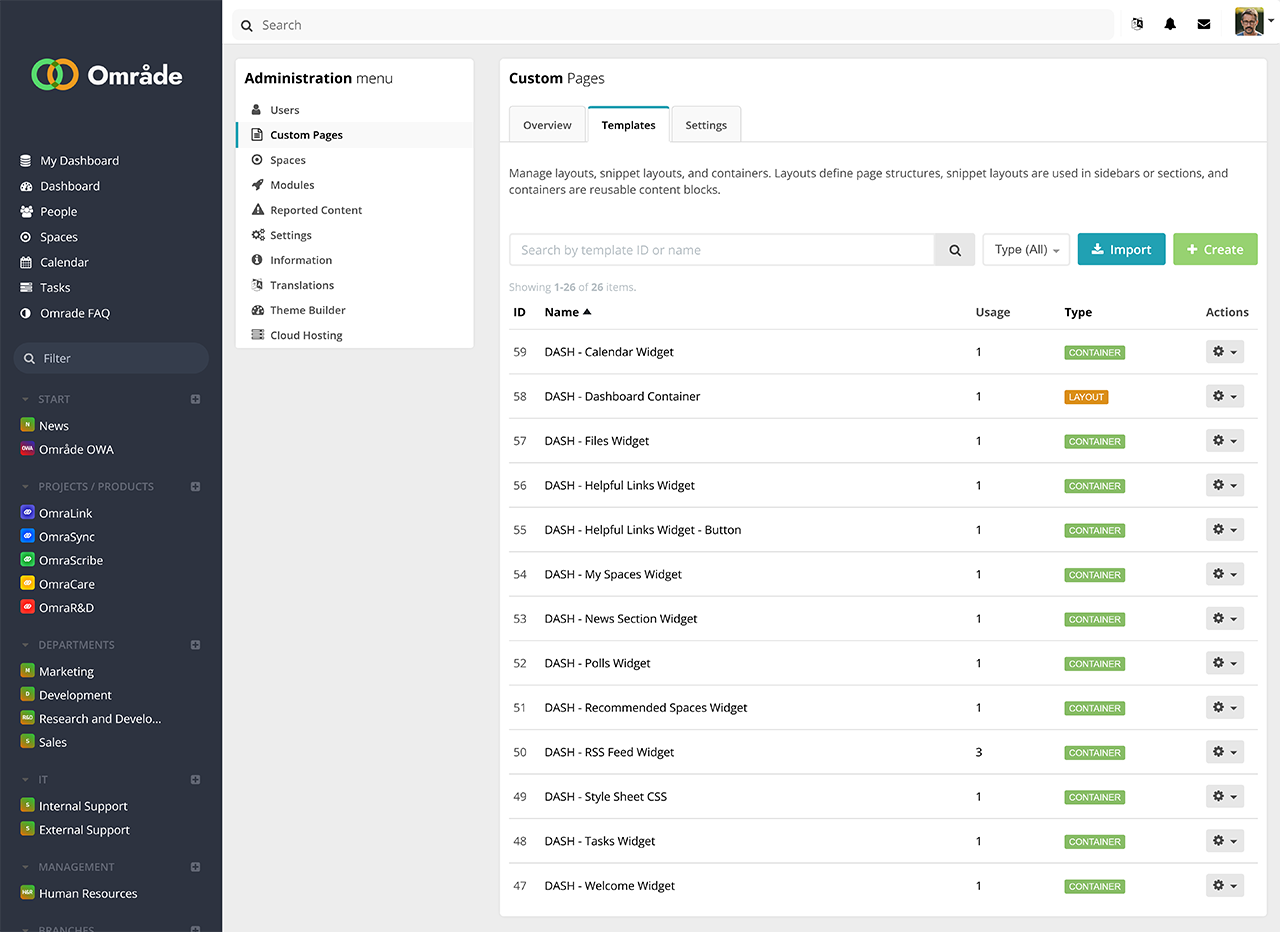 Område
My Dashboard
Dashboard
People
Spaces
Calendar
Tasks
Omrade FAQ
Filter
START
N News
OWA Område OWA
PROJECTS / PRODUCTS
OmraLink
OmraSync
OmraScribe
OmraCare
OmraR&D
DEPARTMENTS
M Marketing
D Development
R&D Research and Develo...
S Sales
IT
S Internal Support
S External Support
MANAGEMENT
H&R Human Resources
BRANCHES
Search
Administration menu
Users
Custom Pages
Spaces
Modules
Reported Content
Settings
Information
Translations
Theme Builder
Cloud Hosting
Custom Pages
Overview Templates Settings
Manage layouts, snippet layouts, and containers. Layouts define page structures, snippet layouts are used in sidebars or sections, and
containers are reusable content blocks.
Search by template ID or name Type (All) Import + Create
Showing 1-26 of 26 items.
ID Name Usage Type Actions
59 DASH - Calendar Widget 1 CONTAINER
58 DASH - Dashboard Container 1 LAYOUT
57 DASH - Files Widget 1 CONTAINER
56 DASH - Helpful Links Widget 1 CONTAINER
55 DASH - Helpful Links Widget - Button 1 CONTAINER
54 DASH - My Spaces Widget 1 CONTAINER
53 DASH - News Section Widget 1 CONTAINER
52 DASH - Polls Widget 1 CONTAINER
51 DASH - Recommended Spaces Widget 1 CONTAINER
50 DASH - RSS Feed Widget 3 CONTAINER
49 DASH - Style Sheet CSS 1 CONTAINER
48 DASH - Tasks Widget 1 CONTAINER
47 DASH - Welcome Widget 1 CONTAINER